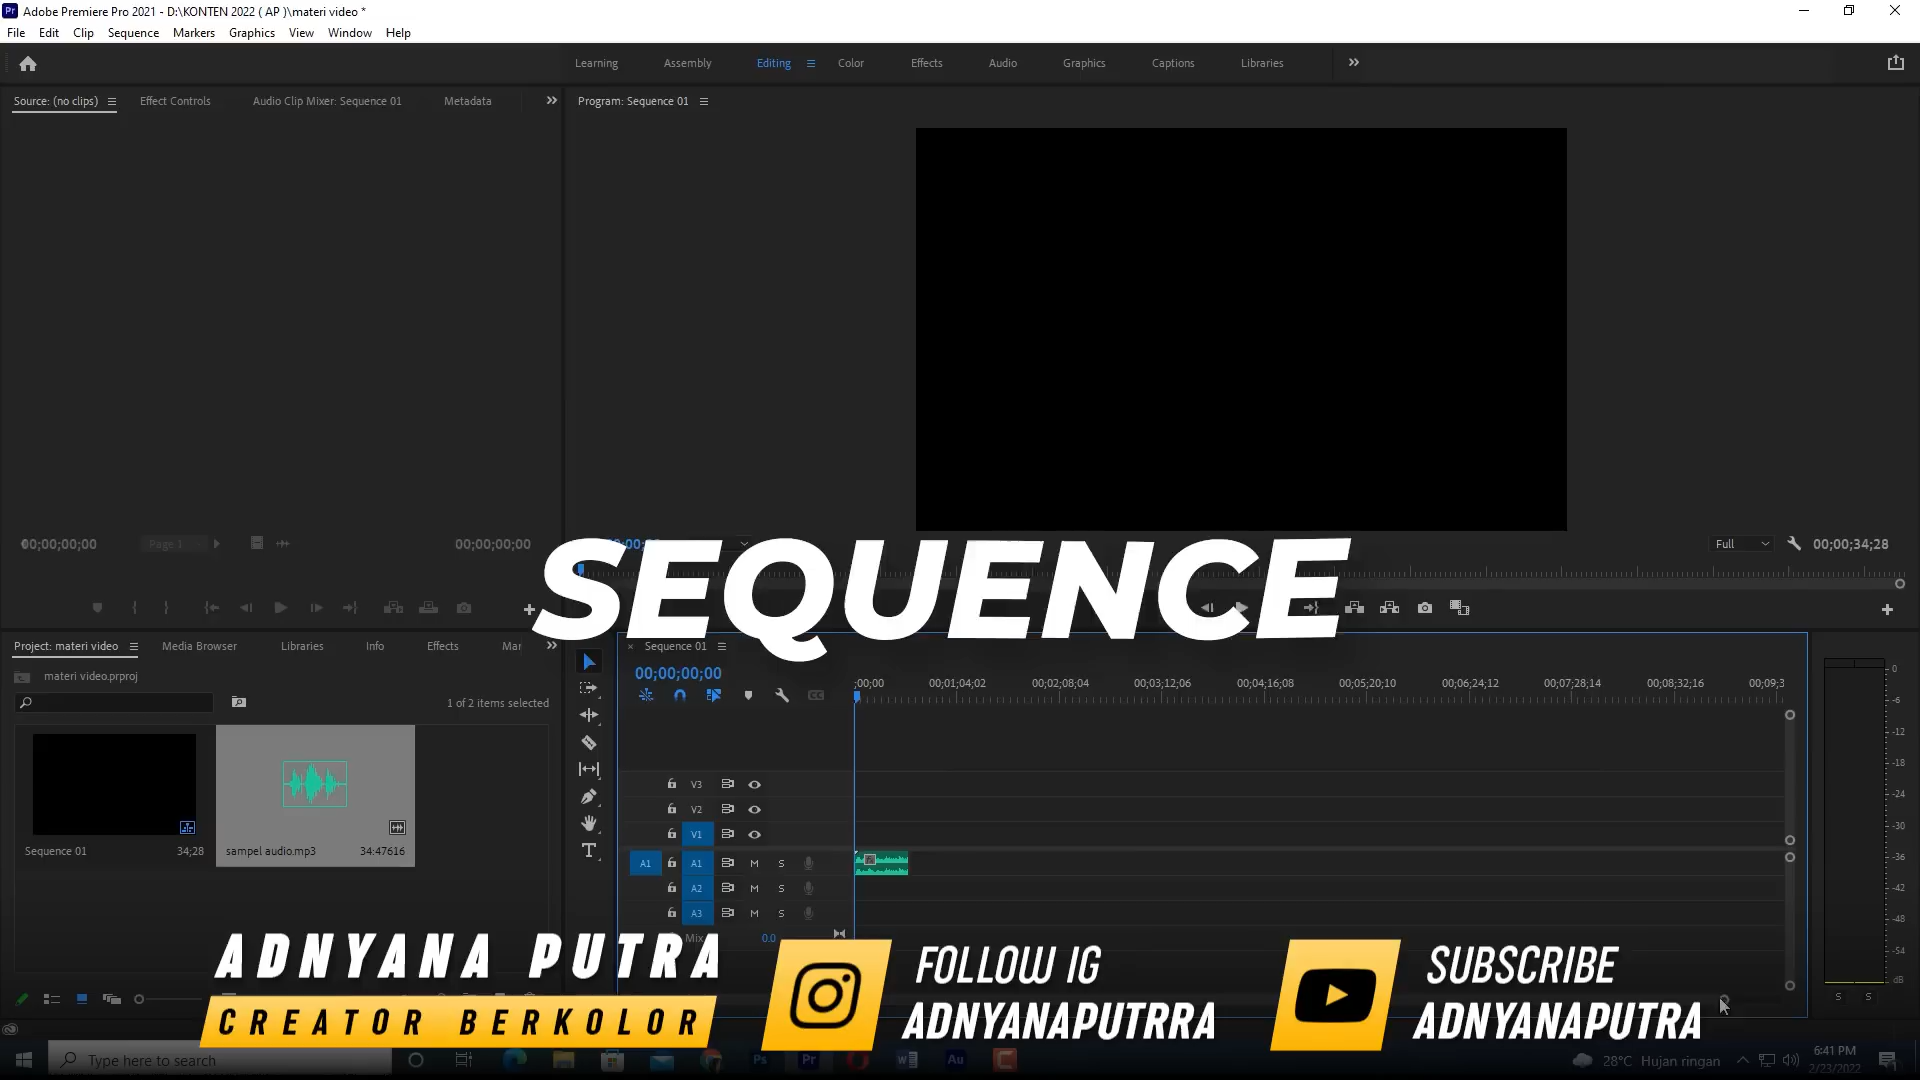 Pr Adobe Premiere Pro 2021 - D:\KONTEN 2022 ( AP )\materi video *
File Edit Clip Sequence Markers Graphics View Window Help
Learning Assembly Editing Color Effects Audio Graphics Captions Libraries
Source: (no clips) Effect Controls Audio Clip Mixer: Sequence 01 Metadata
Program: Sequence 01
00;00;00;00 Page 1 00;00;00;00
Full 00;00;34;28
SEQUENCE
Project: materi video Media Browser Libraries Info Effects Mar
materi video.prproj
1 of 2 items selected
Sequence 01 34;28
sampel audio.mp3 34:47616
Sequence 01
00;00;00;00
;00;00 00;01;04;02 00;02;08;04 00;03;12;06 00;04;16;08 00;05;20;10 00;06;24;12 00;07;28;14 00;08;32;16 00;09;3
V3
V2
V1
A1 A1 M S
A2 M S
A3 M S
Mix 0.0
0
-6
-12
-18
-24
-30
-36
-42
-48
-54
dB
S S
ADNYANA PUTRA
CREATOR BERKOLOR
FOLLOW IG
ADNYANAPUTRRA
SUBSCRIBE
ADNYANAPUTRA
Type here to search
Ps Pr Au
28°C Hujan ringan
6:41 PM
2/23/2022